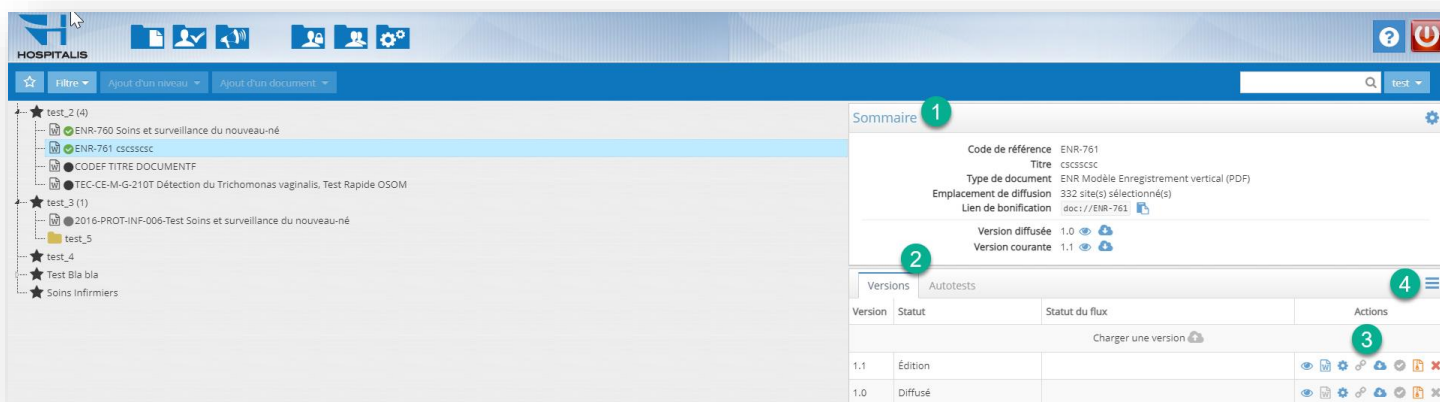 HOSPITALIS
Filtre
Ajout d'un niveau
Ajout d'un document
test
test_2 (4)
ENR-760 Soins et surveillance du nouveau-né
ENR-761 cscsscsc
CODEF TITRE DOCUMENTF
TEC-CE-M-G-210T Détection du Trichomonas vaginalis, Test Rapide OSOM
test_3 (1)
2016-PROT-INF-006-Test Soins et surveillance du nouveau-né
test_5
test_4
Test Bla bla
Soins Infirmiers
Sommaire 1
Code de référence ENR-761
Titre cscsscsc
Type de document ENR Modèle Enregistrement vertical (PDF)
Emplacement de diffusion 332 site(s) sélectionné(s)
Lien de bonification doc://ENR-761
Version diffusée 1.0
Version courante 1.1
2
Versions Autotests 4
Version Statut Statut du flux Actions
Charger une version 3
1.1 Édition
1.0 Diffusé